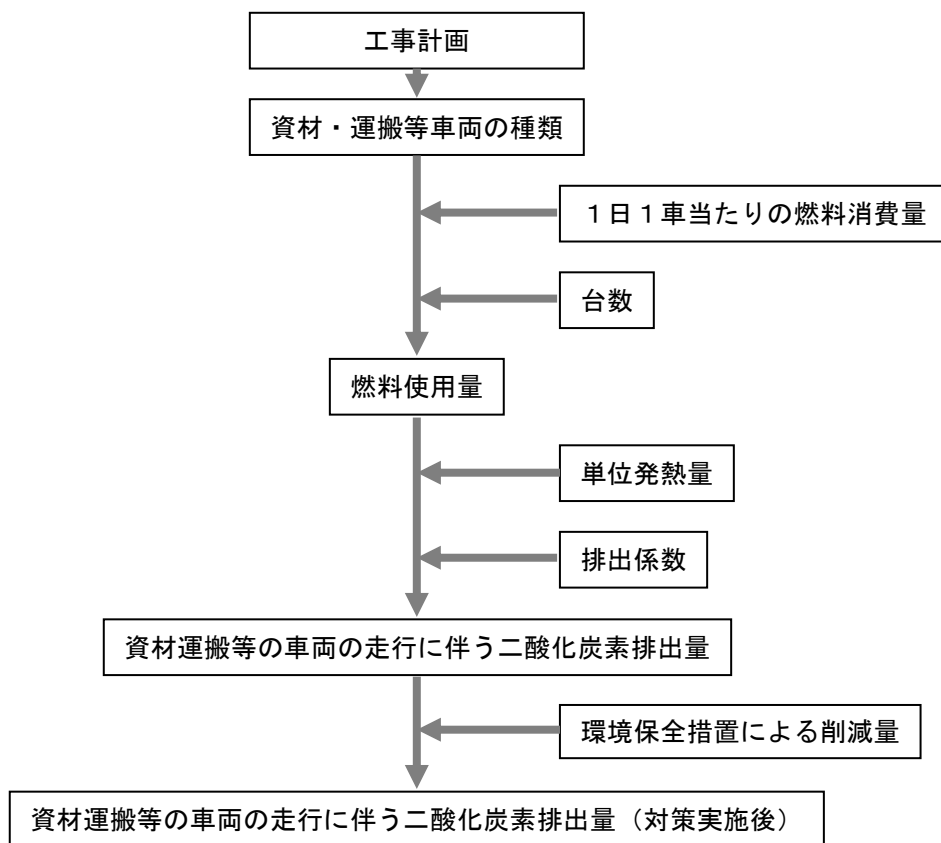 工事計画
資材・運搬等車両の種類
１日１車当たりの燃料消費量
台数
燃料使用量
単位発熱量
排出係数
資材運搬等の車両の走行に伴う二酸化炭素排出量
環境保全措置による削減量
資材運搬等の車両の走行に伴う二酸化炭素排出量（対策実施後）